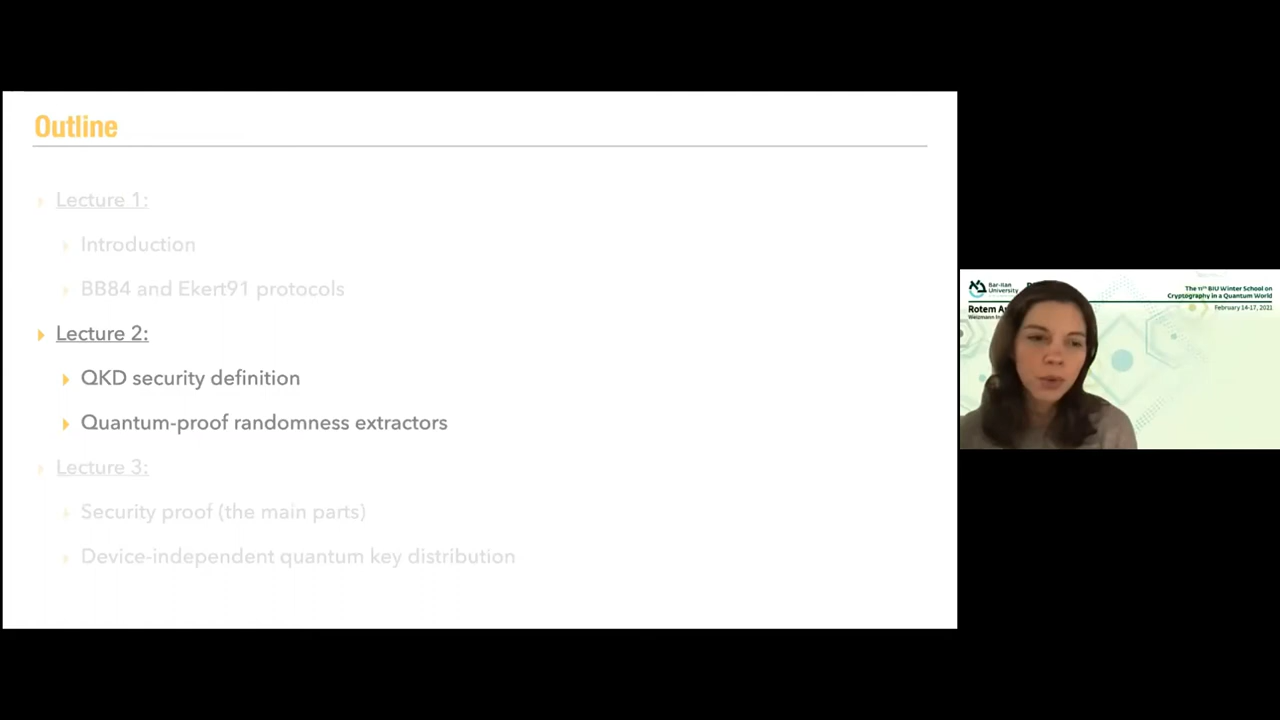 Outline
Lecture 1:
Introduction
BB84 and Ekert91 protocols
Lecture 2:
QKD security definition
Quantum-proof randomness extractors
Lecture 3:
Security proof (the main parts)
Device-independent quantum key distribution
Bar-Ilan
University
The 11th BIU Winter School on
Cryptography in a Quantum World
February 14-17, 2021
Rotem
Weizmann